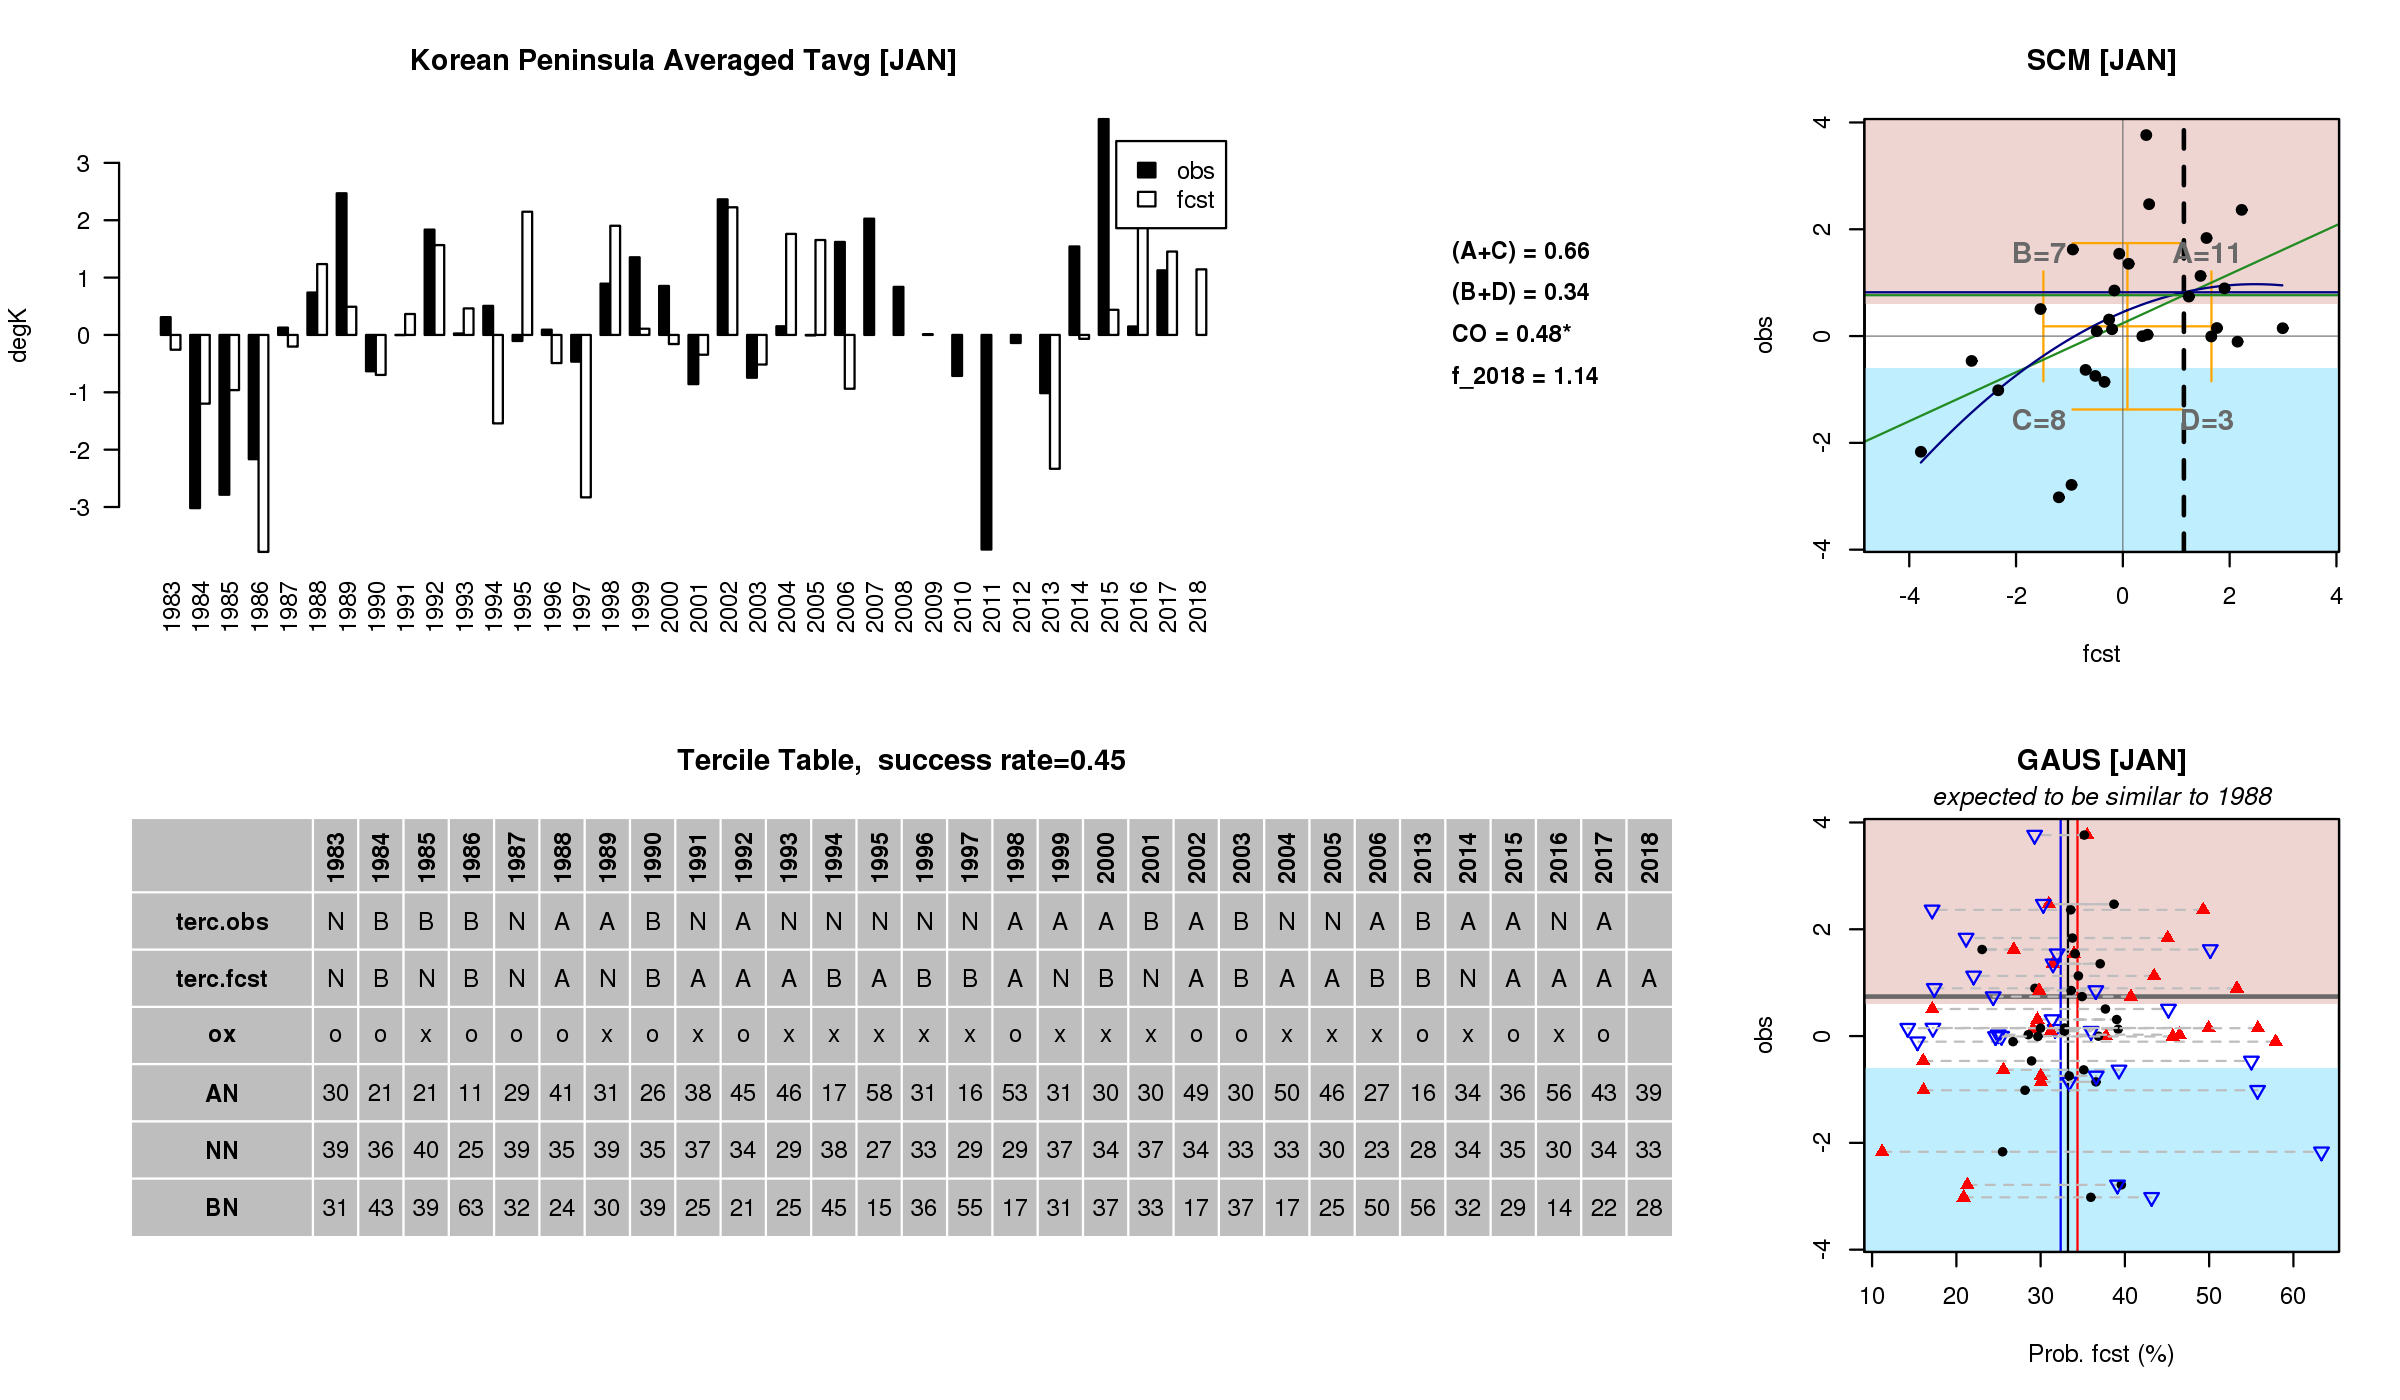 Korean Peninsula Averaged Tavg [JAN]
degK
3
2
1
0
-1
-2
-3
obs
fcst
1983 1984 1985 1986 1987 1988 1989 1990 1991 1992 1993 1994 1995 1996 1997 1998 1999 2000 2001 2002 2003 2004 2005 2006 2007 2008 2009 2010 2011 2012 2013 2014 2015 2016 2017 2018
(A+C) = 0.66
(B+D) = 0.34
CO = 0.48*
f_2018 = 1.14
SCM [JAN]
obs
4
2
0
-2
-4
B=7 A=11
C=8 D=3
-4 -2 0 2 4
fcst
Tercile Table, success rate=0.45
1983 1984 1985 1986 1987 1988 1989 1990 1991 1992 1993 1994 1995 1996 1997 1998 1999 2000 2001 2002 2003 2004 2005 2006 2013 2014 2015 2016 2017 2018
terc.obs N B B B N A A B N A N N N N N A A A B A B N N A B A A N A
terc.fcst N B N B N A N B A A A B A B B A N B N A B A A B B N A A A A
ox o o x o o o x o x o x x x x x o x x x o o x x x o x o x o
AN 30 21 21 11 29 41 31 26 38 45 46 17 58 31 16 53 31 30 30 49 30 50 46 27 16 34 36 56 43 39
NN 39 36 40 25 39 35 39 35 37 34 29 38 27 33 29 29 37 34 37 34 33 33 30 23 28 34 35 30 34 33
BN 31 43 39 63 32 24 30 39 25 21 25 45 15 36 55 17 31 37 33 17 37 17 25 50 56 32 29 14 22 28
GAUS [JAN]
expected to be similar to 1988
obs
4
2
0
-2
-4
10 20 30 40 50 60
Prob. fcst (%)